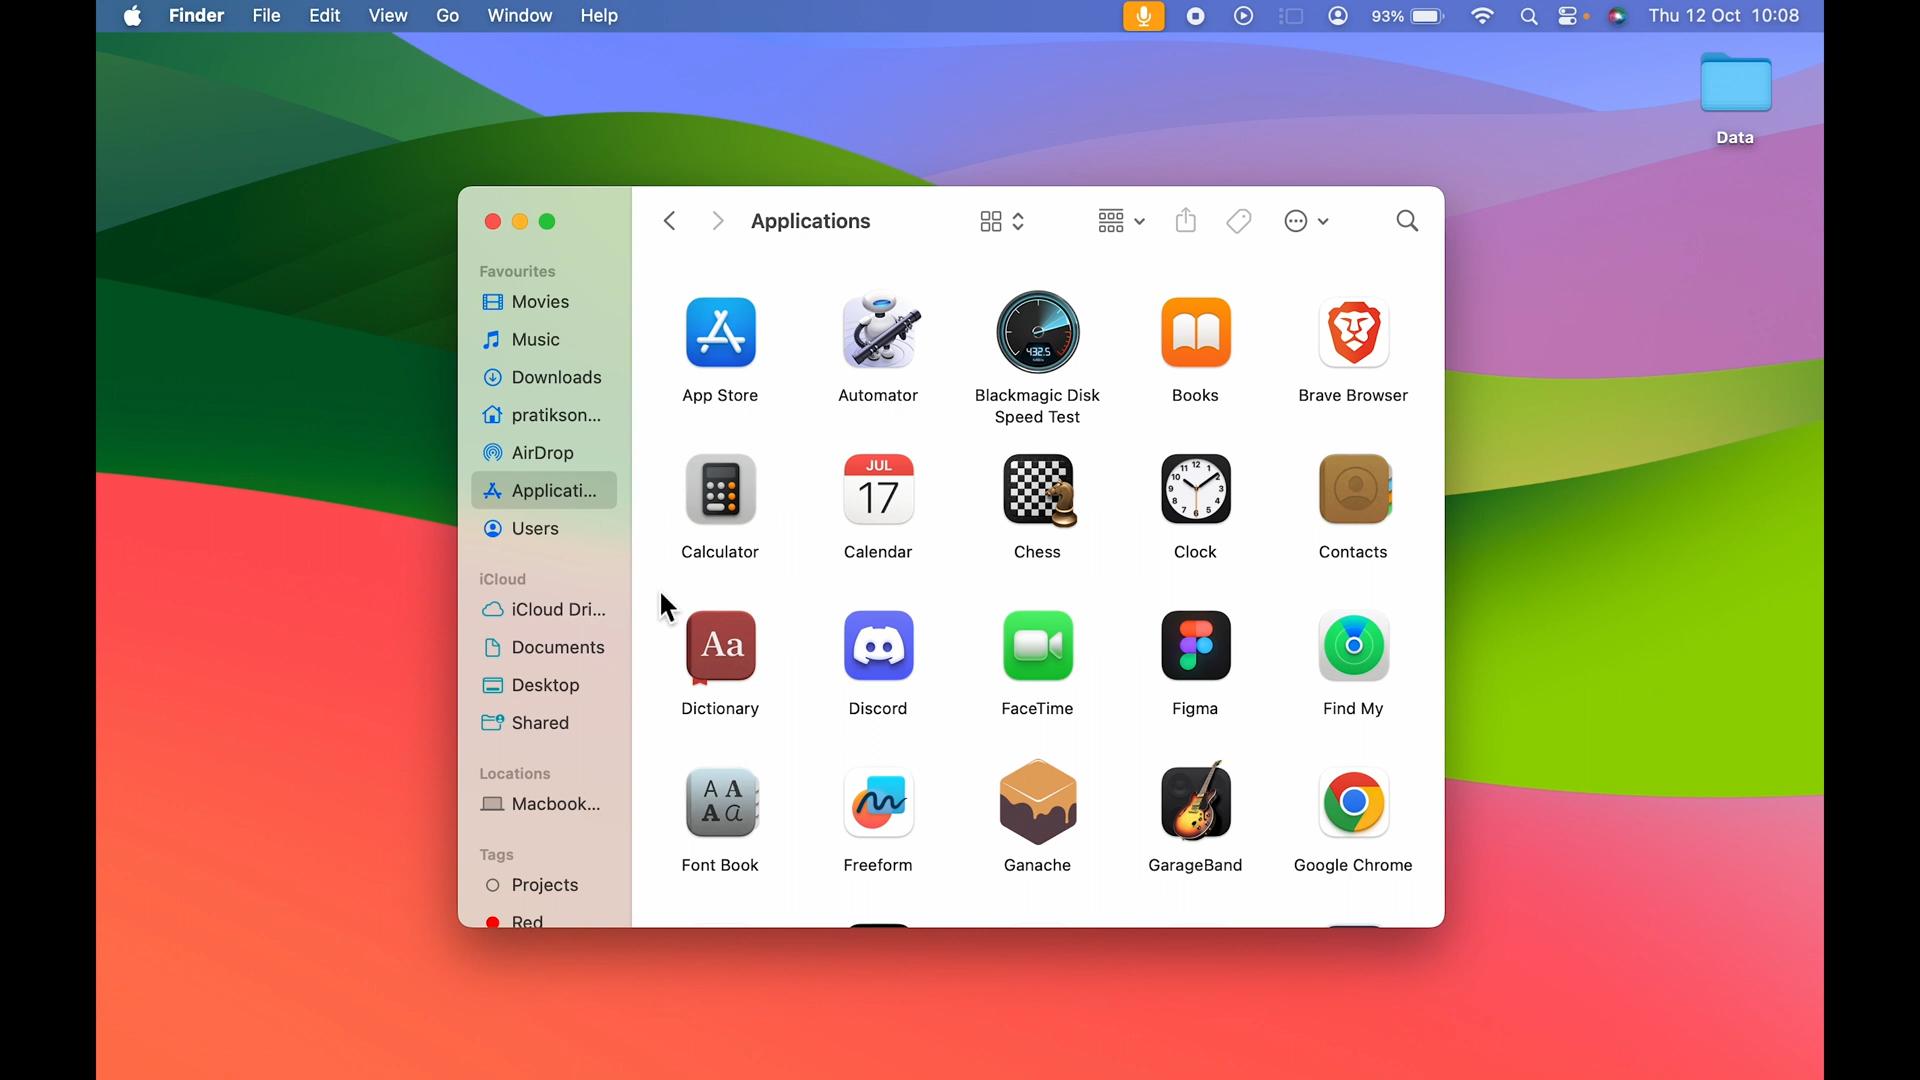 Finder File Edit View Go Window Help 93% Thu 12 Oct 10:08
Data
Applications
Favourites
Movies
Music
Downloads
pratikson...
AirDrop
Applicati...
Users
iCloud
iCloud Dri...
Documents
Desktop
Shared
Locations
Macbook...
Tags
Projects
Red
432.5
App Store Automator Blackmagic Disk Books Brave Browser
Speed Test
JUL
17
Calculator Calendar Chess Clock Contacts
Aa
Dictionary Discord FaceTime Figma Find My
A A
A a
Font Book Freeform Ganache GarageBand Google Chrome